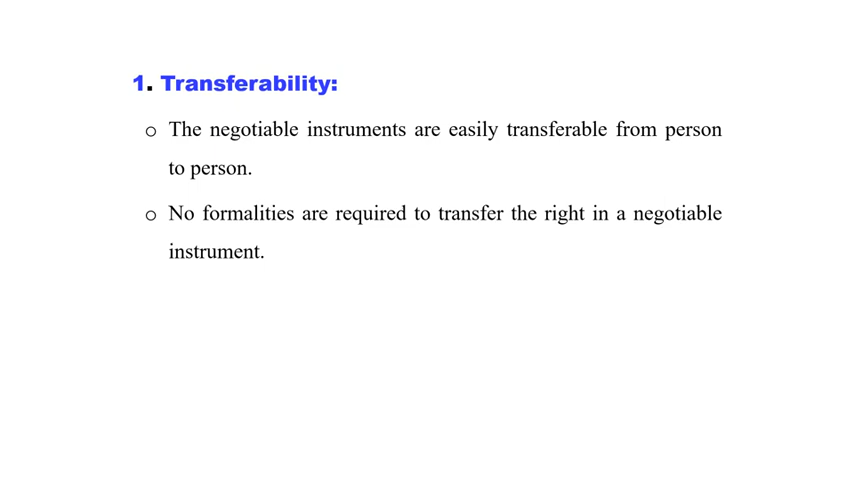 1. Transferability:
o The negotiable instruments are easily transferable from person
to person.
o No formalities are required to transfer the right in a negotiable
instrument.